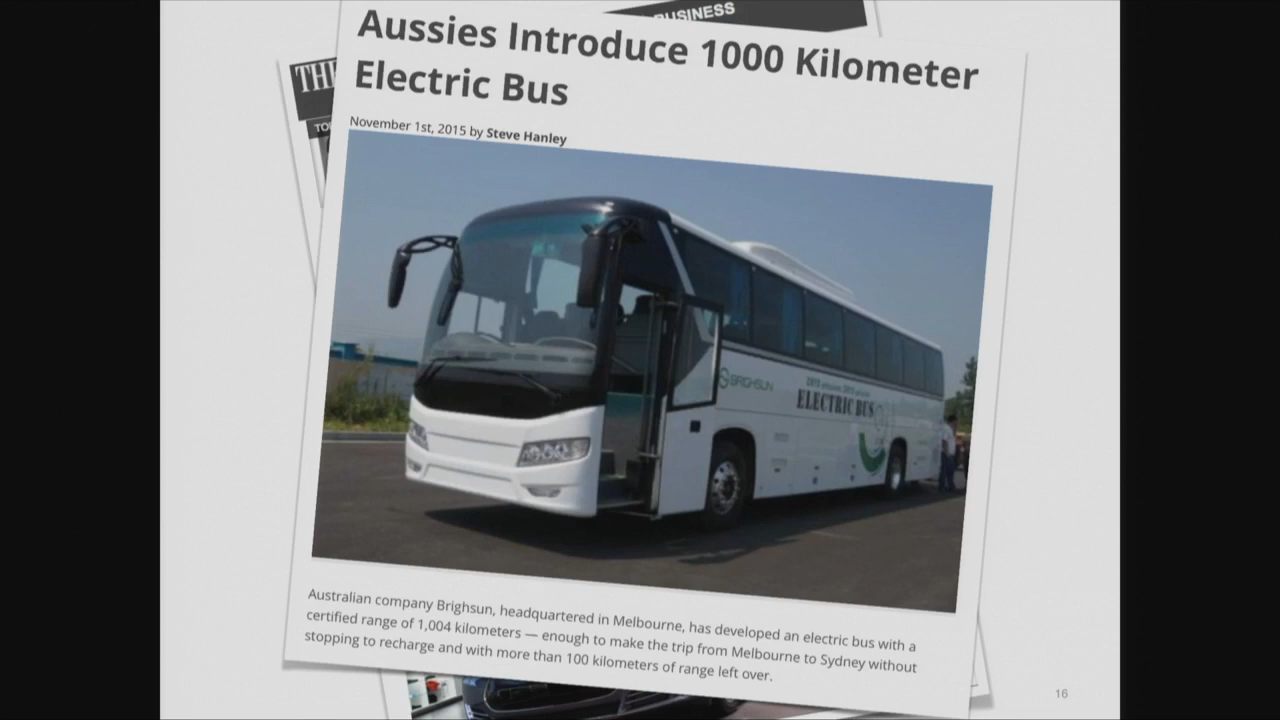 BUSINESS
Aussies Introduce 1000 Kilometer
Electric Bus
THE
November 1st, 2015 by Steve Hanley
BRIGHSUN
ELECTRIC BUS
Australian company Brighsun, headquartered in Melbourne, has developed an electric bus with a
certified range of 1,004 kilometers — enough to make the trip from Melbourne to Sydney without
stopping to recharge and with more than 100 kilometers of range left over.
16